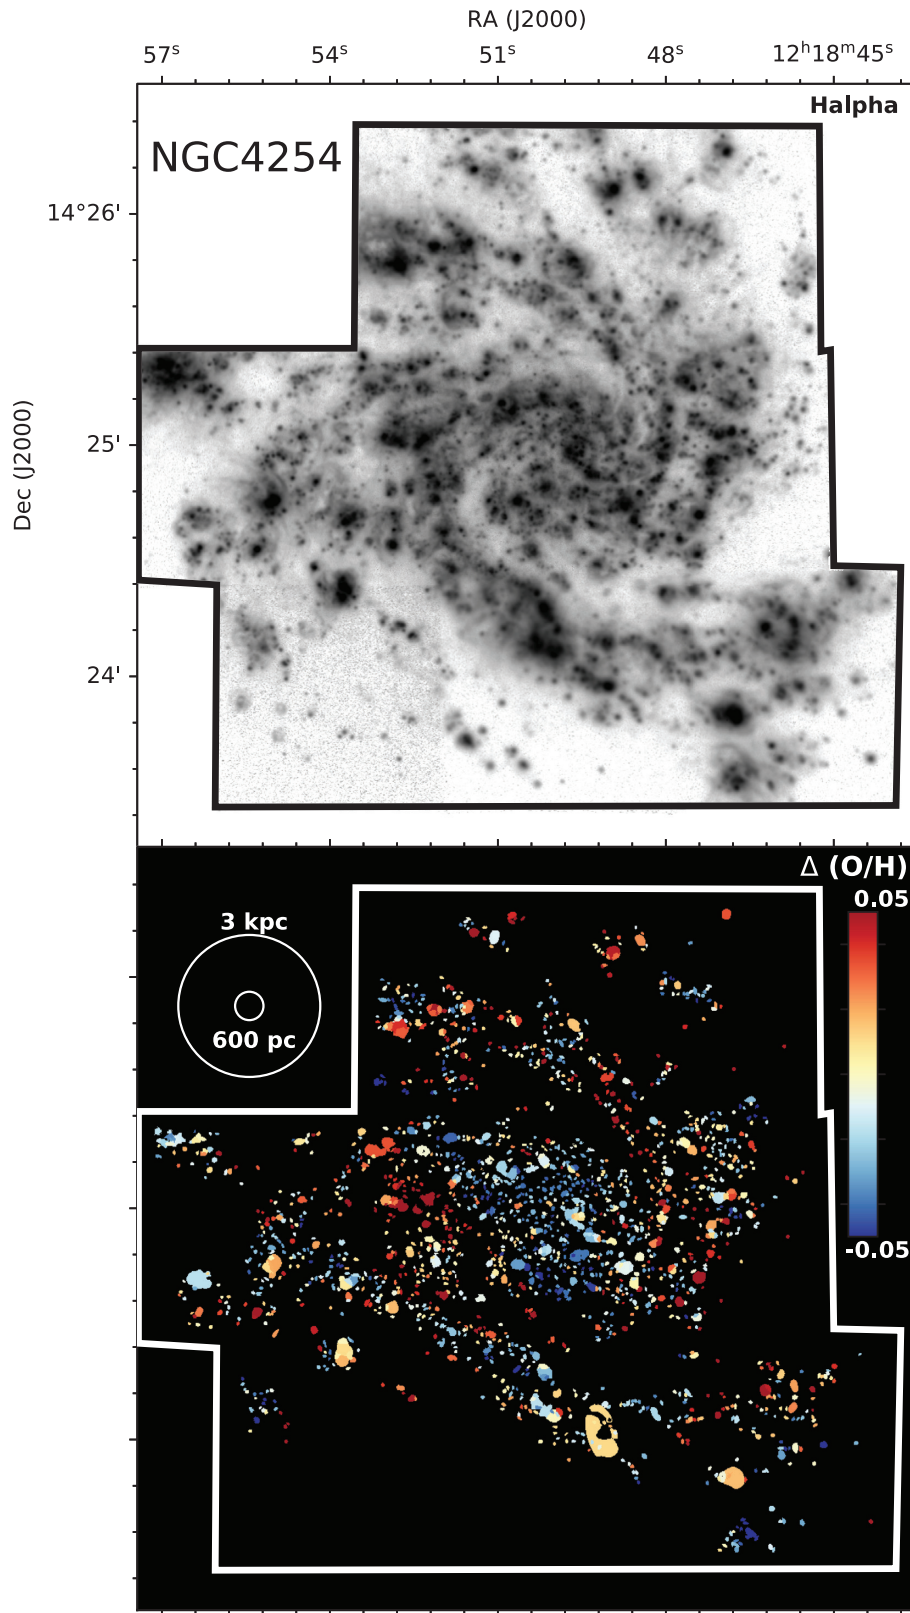 RA (J2000)
57ˢ 54ˢ 51ˢ 48ˢ 12ʰ18ᵐ45ˢ
Halpha
NGC4254
14°26'
25'
24'
Dec (J2000)
Δ (O/H)
0.05
3 kpc
600 pc
-0.05